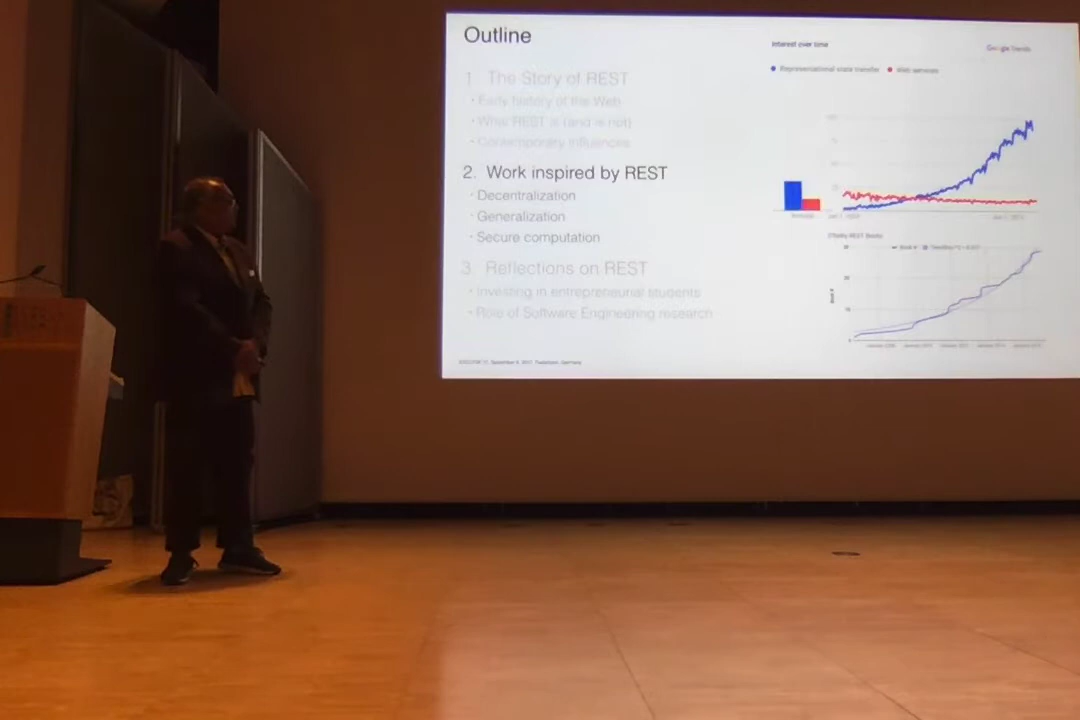 Outline
1. The Story of REST
· Early history of the Web
· What REST is (and is not)
· Contemporary influences
2. Work inspired by REST
· Decentralization
· Generalization
· Secure computation
3. Reflections on REST
· Investing in entrepreneurial students
· Role of Software Engineering research
Interest over time
Google Trends
Representational state transfer
Web services